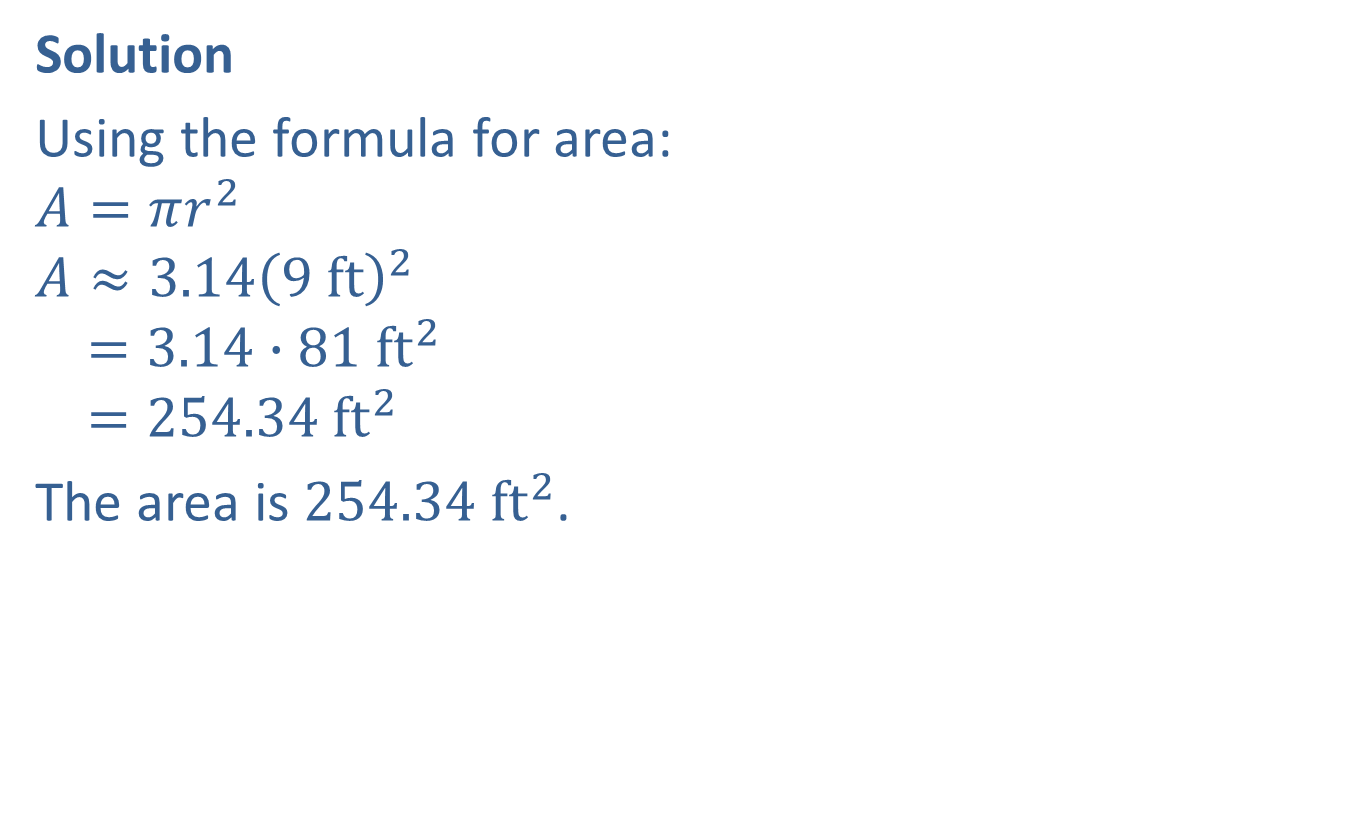 Solution
Using the formula for area:
A = πr²
A ≈ 3.14(9 ft)²
= 3.14 · 81 ft²
= 254.34 ft²
The area is 254.34 ft².